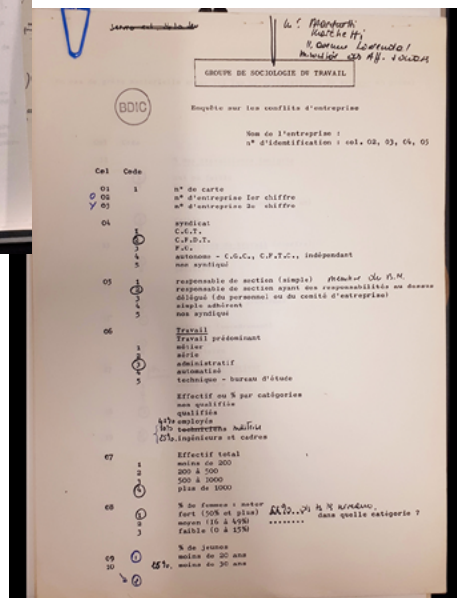 GROUPE DE SOCIOLOGIE DU TRAVAIL
BDIC
Enquête sur les conflits d'entreprise
Nom de l'entreprise :
n° d'identification : col. 02, 03, 04, 05
Col Code
01 1 n° de carte
02 n° d'entreprise 1er chiffre
03 n° d'entreprise 2e chiffre
04 syndicat
1 C.G.T.
2 C.F.D.T.
3 F.O.
4 autonome - C.G.C., C.F.T.C., indépendant
5 non syndiqué
05 1 responsable de section (simple)
2 responsable de section ayant des responsabilités au dessus
3 délégué (du personnel ou du comité d'entreprise)
4 simple adhérent
5 non syndiqué
06 Travail
Travail prédominant
1 métier
2 série
3 administratif
4 automatisé
5 technique - bureau d'étude
Effectif ou % par catégories
non qualifiés
qualifiés
employés
techniciens
ingénieurs et cadres
07 Effectif total
1 moins de 200
2 200 à 500
3 500 à 1000
4 plus de 1000
08 % de femmes : noter
1 fort (50% et plus)
2 moyen (16 à 49%) ........ dans quelle catégorie ?
3 faible (0 à 15%)
% de jeunes
09 1 moins de 20 ans
10 moins de 30 ans